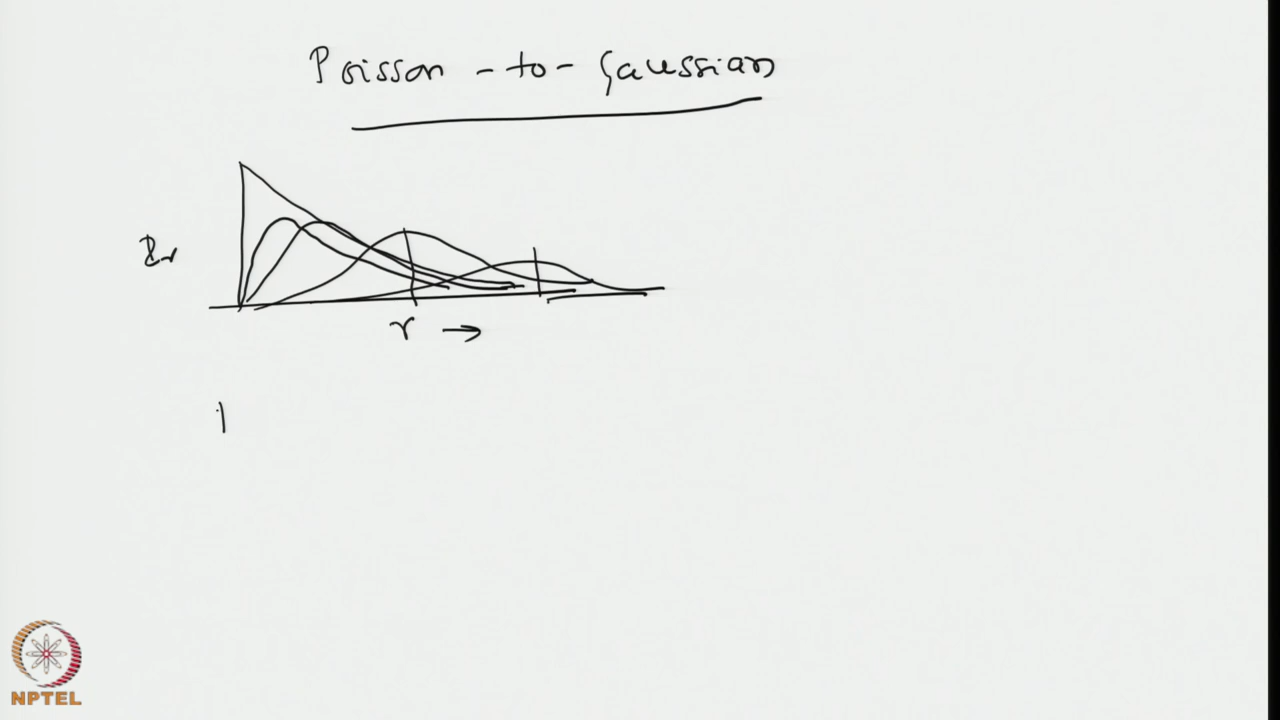 Poisson - to - Gaussian
r →
NPTEL